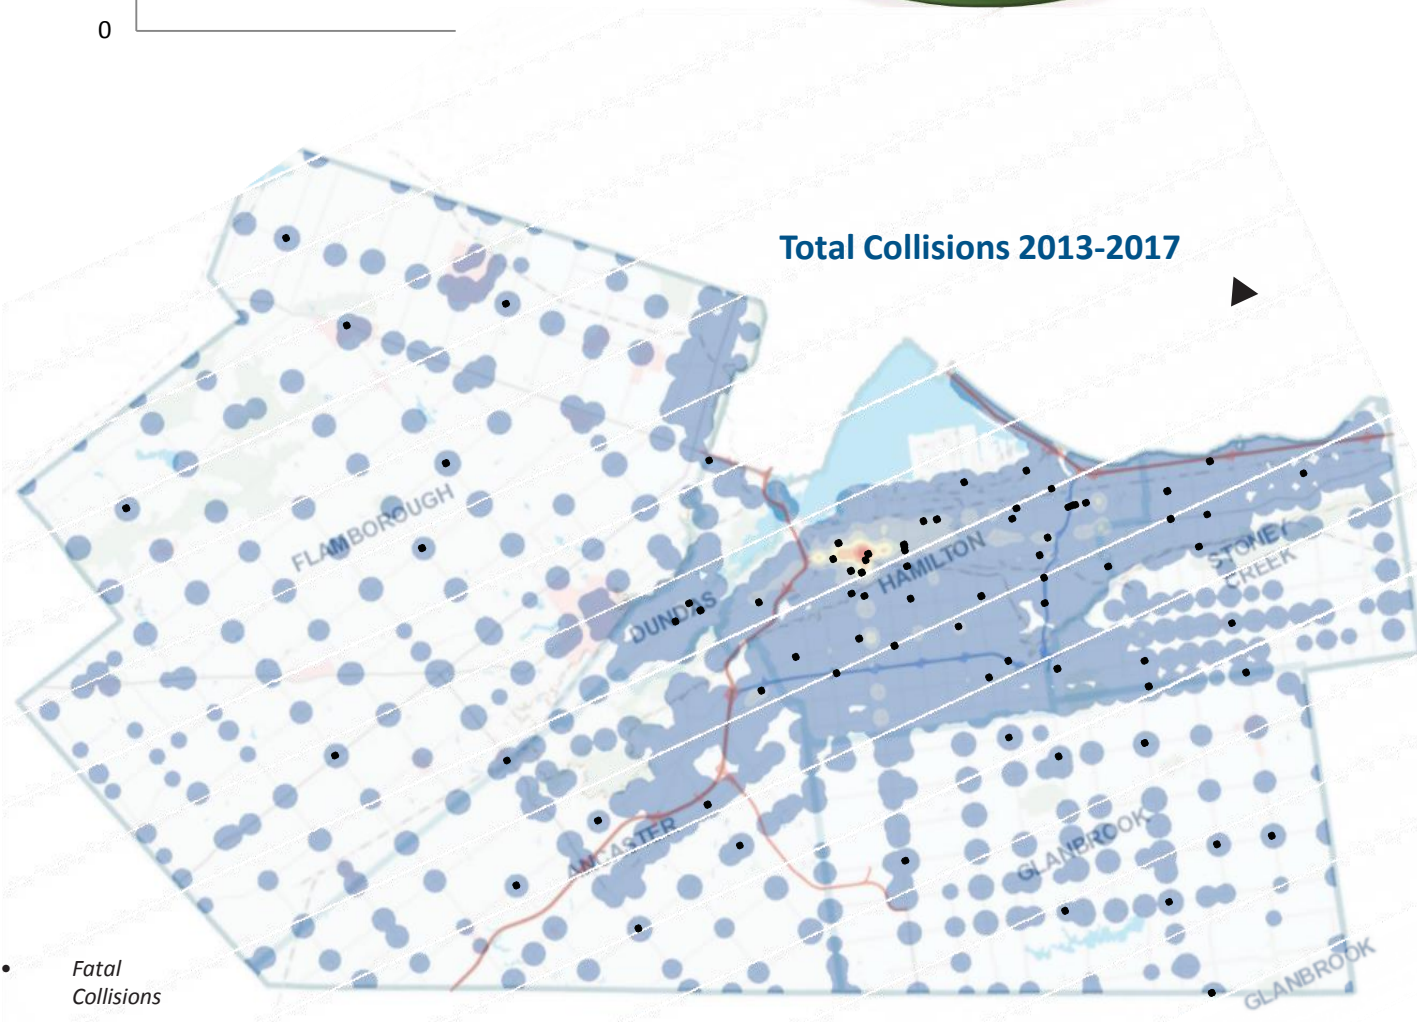 0
Total Collisions 2013-2017
FLAMBOROUGH
HAMILTON
STONEY
CREEK
DUNDAS
ANCASTER
GLANBROOK
GLANBROOK
• Fatal
Collisions